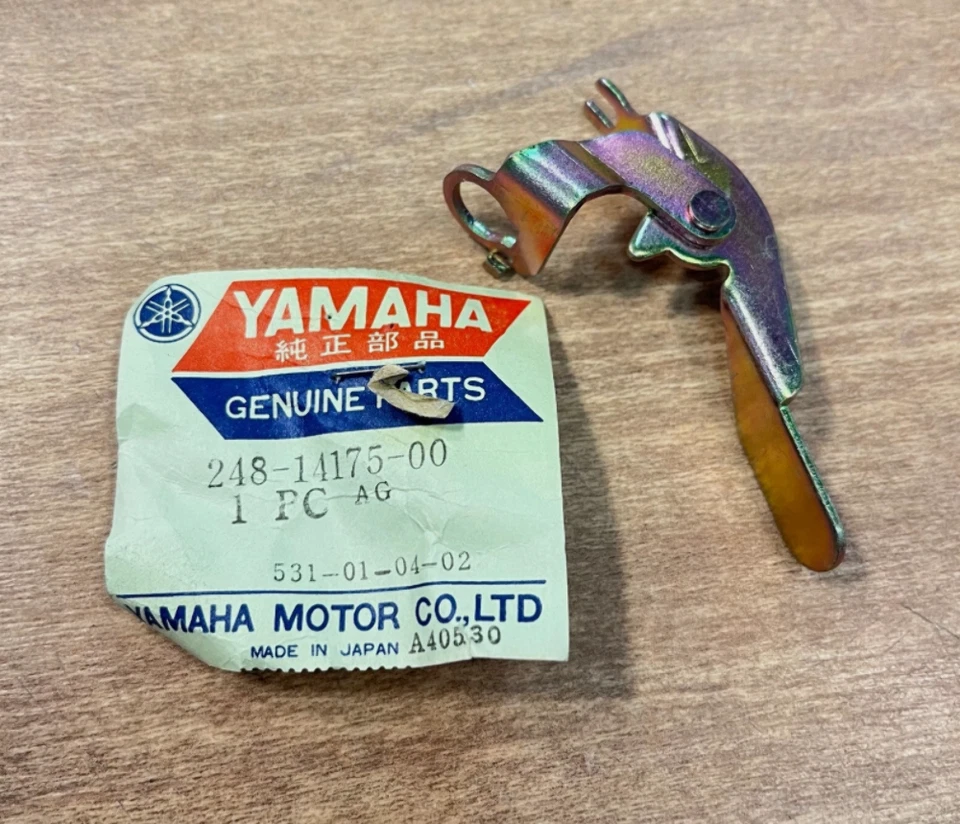 YAMAHA
純正部品
GENUINE PARTS
248-14175-00
1 PC AG
531-01-04-02
YAMAHA MOTOR CO.,LTD
MADE IN JAPAN A40530